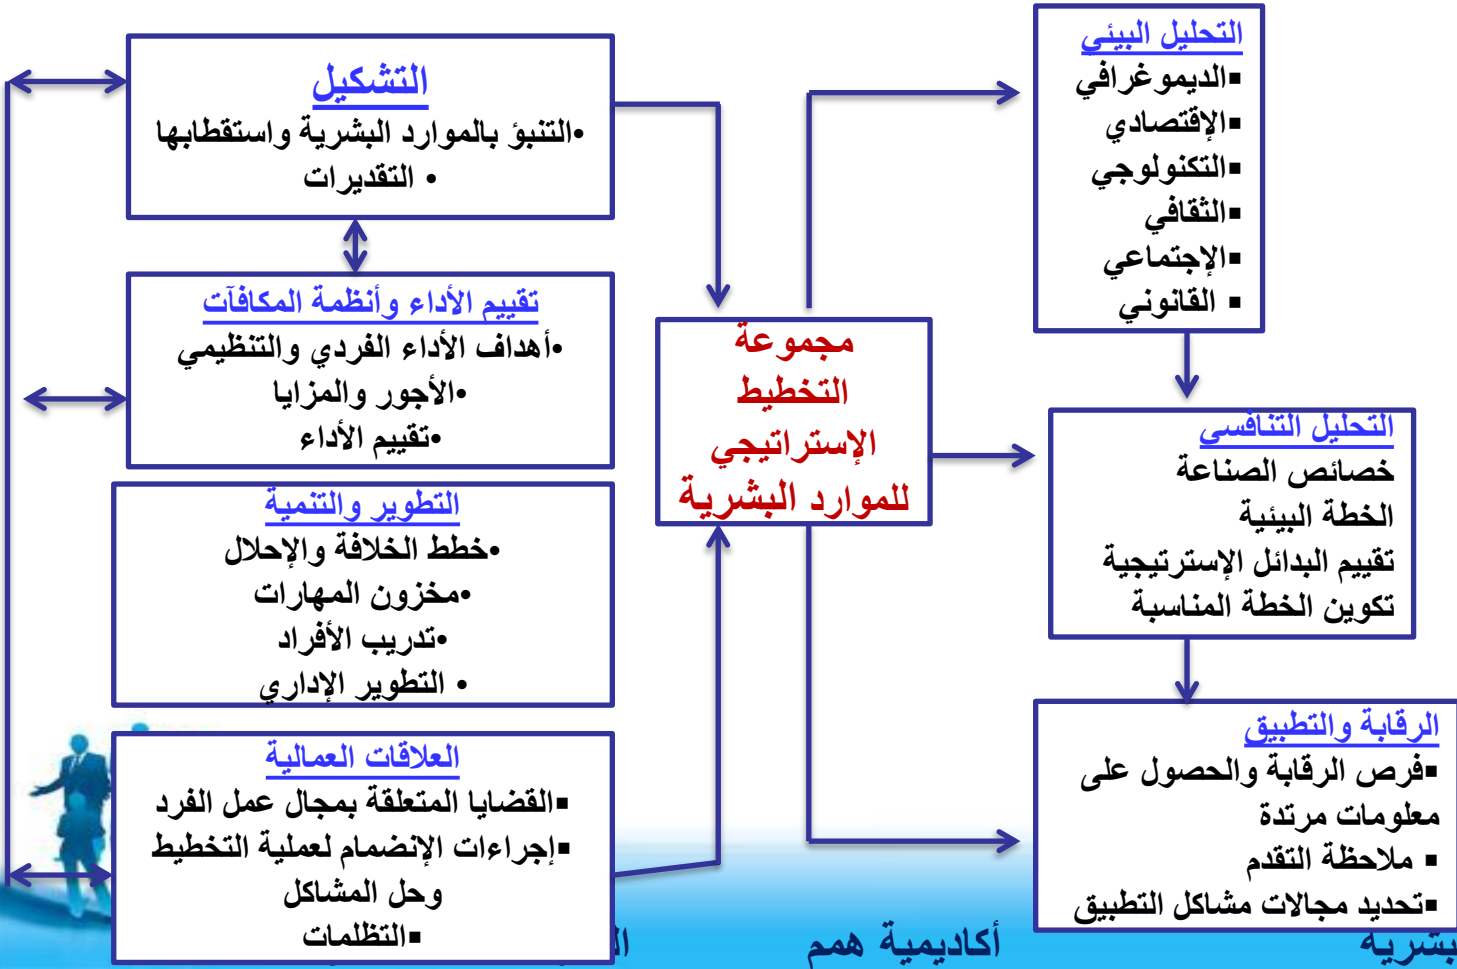 التحليل البيئي
▪الديموغرافي
▪الإقتصادي
▪التكنولوجي
▪الثقافي
▪الإجتماعي
▪ القانوني
التشكيل
•التنبؤ بالموارد البشرية واستقطابها
• التقديرات
تقييم الأداء وأنظمة المكافآت
•أهداف الأداء الفردي والتنظيمي
•الأجور والمزايا
•تقييم الأداء
مجموعة
التخطيط
الإستراتيجي
للموارد البشرية
التحليل التنافسي
خصائص الصناعة
الخطة البيئية
تقييم البدائل الإسترتيجية
تكوين الخطة المناسبة
التطوير والتنمية
•خطط الخلافة والإحلال
•مخزون المهارات
•تدريب الأفراد
• التطوير الإداري
الرقابة والتطبيق
▪فرص الرقابة والحصول على
معلومات مرتدة
▪ ملاحظة التقدم
▪تحديد مجالات مشاكل التطبيق
العلاقات العمالية
▪القضايا المتعلقة بمجال عمل الفرد
▪إجراءات الإنضمام لعملية التخطيط
وحل المشاكل
▪التظلمات
أكاديمية همم